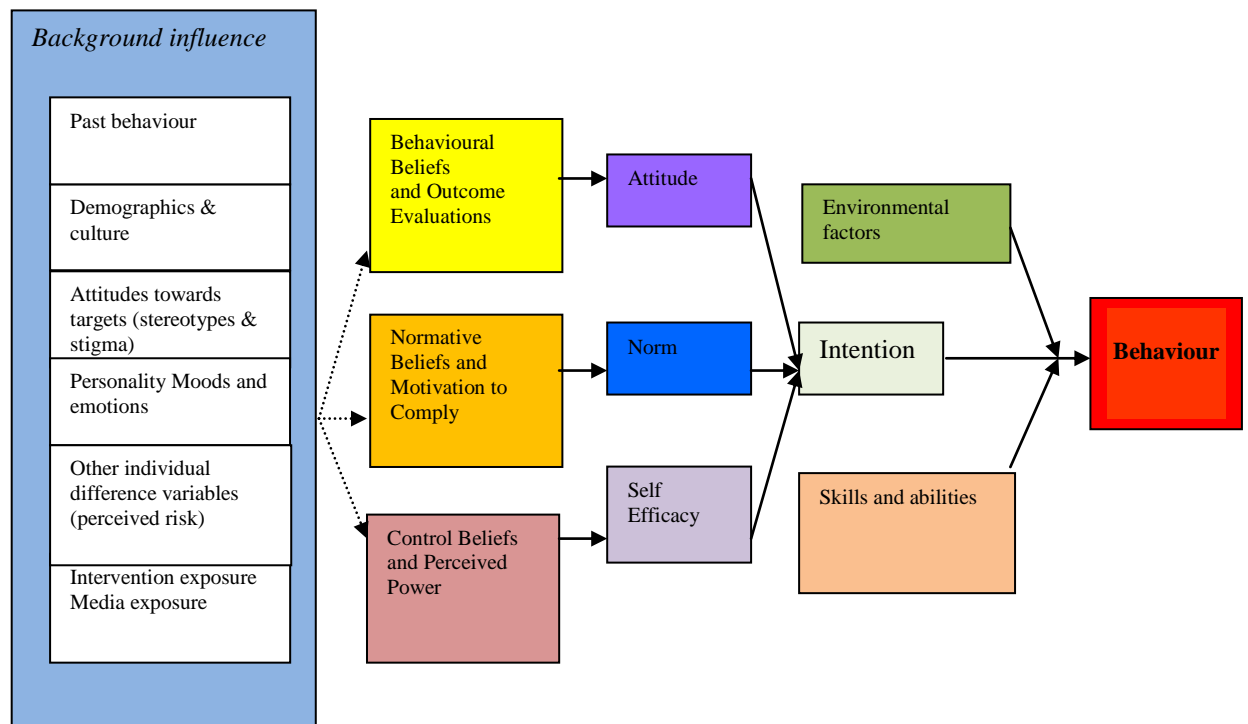 Background influence
Past behaviour
Demographics &
culture
Attitudes towards
targets (stereotypes &
stigma)
Personality Moods and
emotions
Other individual
difference variables
(perceived risk)
Intervention exposure
Media exposure
Behavioural
Beliefs
and Outcome
Evaluations
Normative
Beliefs and
Motivation to
Comply
Control Beliefs
and Perceived
Power
Attitude
Norm
Self
Efficacy
Environmental
factors
Intention
Skills and abilities
Behaviour